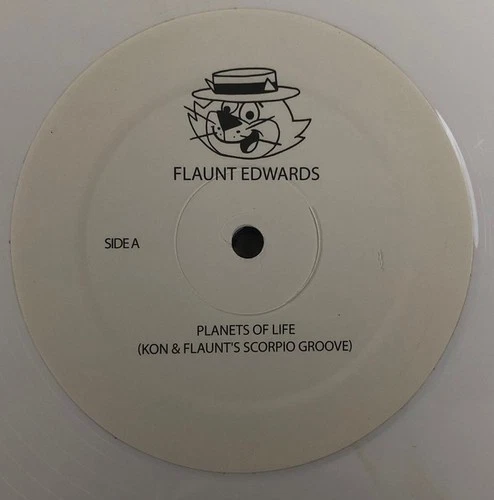 FLAUNT EDWARDS
SIDE A
PLANETS OF LIFE
(KON & FLAUNT'S SCORPIO GROOVE)